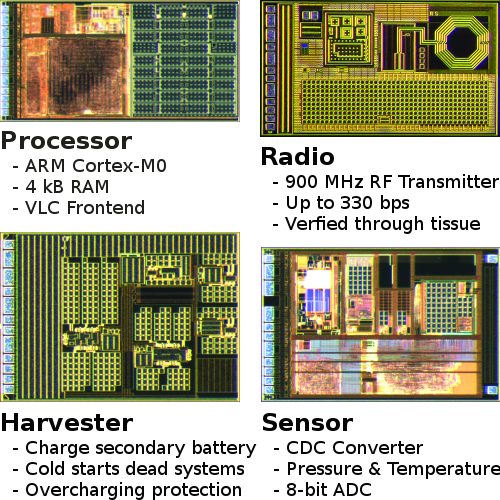 Processor
- ARM Cortex-M0
- 4 kB RAM
- VLC Frontend
Radio
- 900 MHz RF Transmitter
- Up to 330 bps
- Verfied through tissue
Harvester
- Charge secondary battery
- Cold starts dead systems
- Overcharging protection
Sensor
- CDC Converter
- Pressure & Temperature
- 8-bit ADC